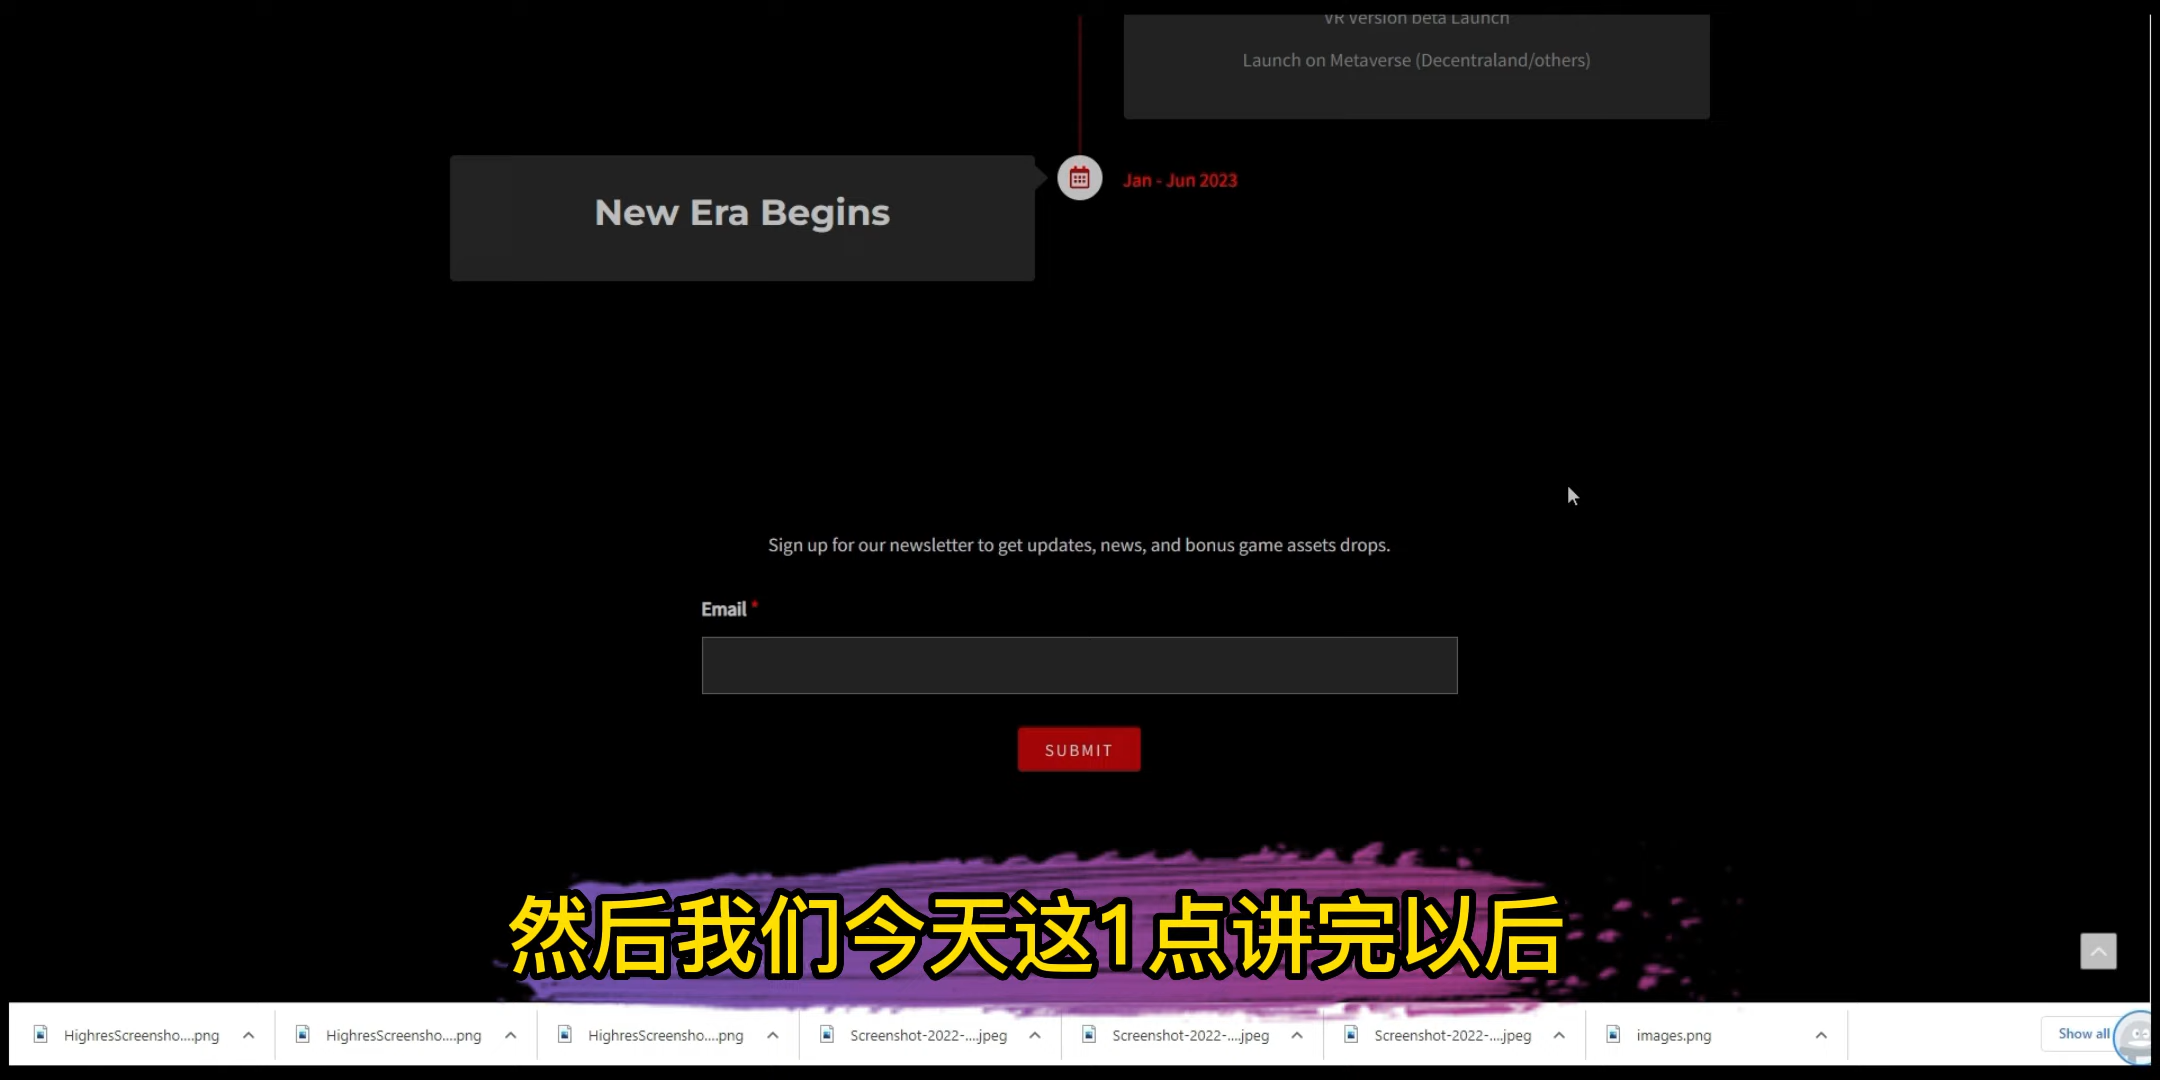 VR Version beta Launch
Launch on Metaverse (Decentraland/others)
New Era Begins
Jan - Jun 2023
Sign up for our newsletter to get updates, news, and bonus game assets drops.
Email *
SUBMIT
然后我们今天这1点讲完以后
HighresScreensho....png
HighresScreensho....png
HighresScreensho....png
Screenshot-2022-....jpeg
Screenshot-2022-....jpeg
Screenshot-2022-....jpeg
images.png
Show all